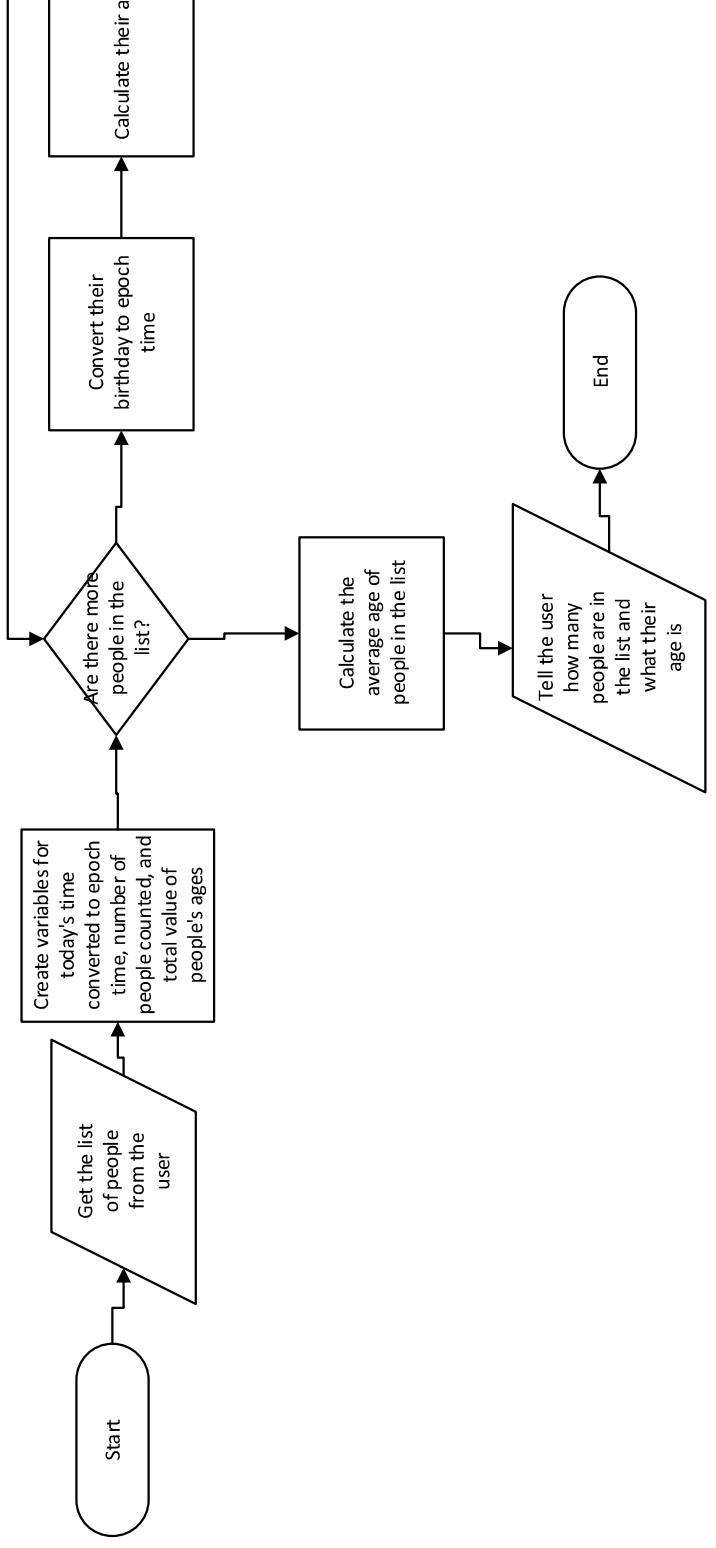 Start
Get the list
of people
from the
user
Create variables for
today's time
converted to epoch
time, number of
people counted, and
total value of
people's ages
Are there more
people in the
list?
Convert their
birthday to epoch
time
Calculate their a
Calculate the
average age of
people in the list
Tell the user
how many
people are in
the list and
what their
age is
End